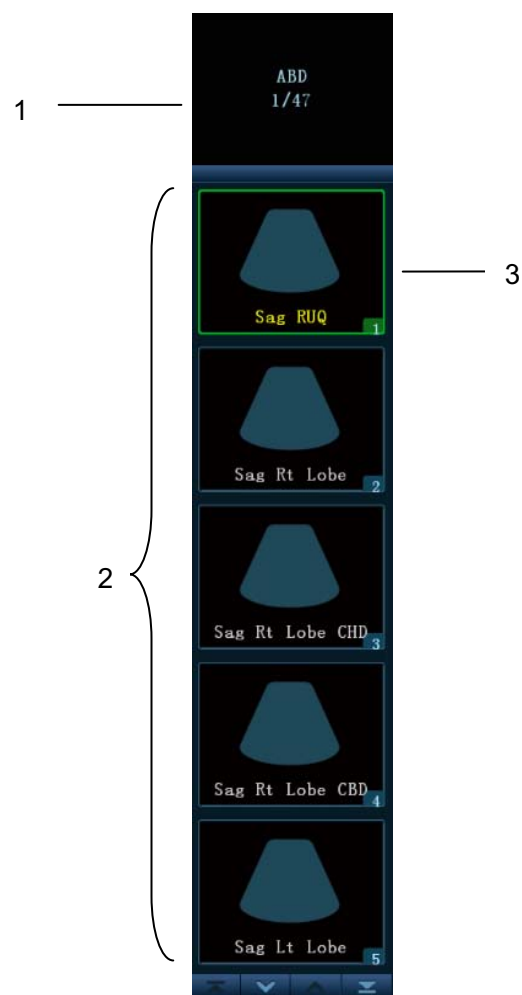 ABD
1/47
1
Sag RUQ
1
3
Sag Rt Lobe
2
Sag Rt Lobe CHD
3
2
Sag Rt Lobe CBD
4
Sag Lt Lobe
5